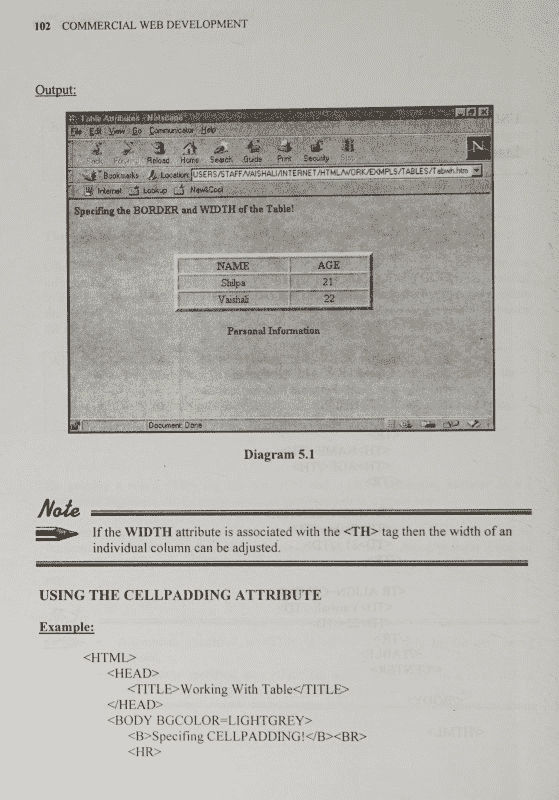 102 COMMERCIAL WEB DEVELOPMENT
Output:
Table Attributes - Netscape
File Edit View Go Communicator Help
Back Forward Reload Home Search Guide Print Security Stop
N
Bookmarks Location: USERS/STAFF/VAISHALI/INTERNET/HTML/WORK/EXMPLS/TABLES/Tabwh.htm
Internet Lookup New&Cool
Specifing the BORDER and WIDTH of the Table!
NAME AGE
Shilpa 21
Vaishali 22
Personal Information
Document: Done
Diagram 5.1
Note
If the WIDTH attribute is associated with the <TH> tag then the width of an
individual column can be adjusted.
USING THE CELLPADDING ATTRIBUTE
Example:
<HTML>
<HEAD>
<TITLE>Working With Table</TITLE>
</HEAD>
<BODY BGCOLOR=LIGHTGREY>
<B>Specifing CELLPADDING!</B><BR>
<HR>